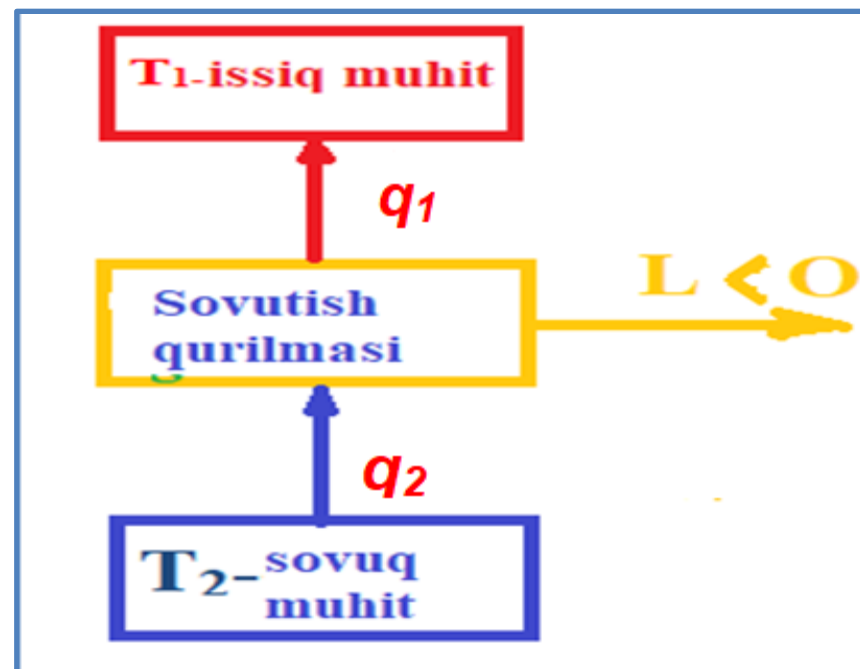 T₁-issiq muhit
q₁
Sovutish
qurilmasi
L < O
q₂
T₂- sovuq
muhit